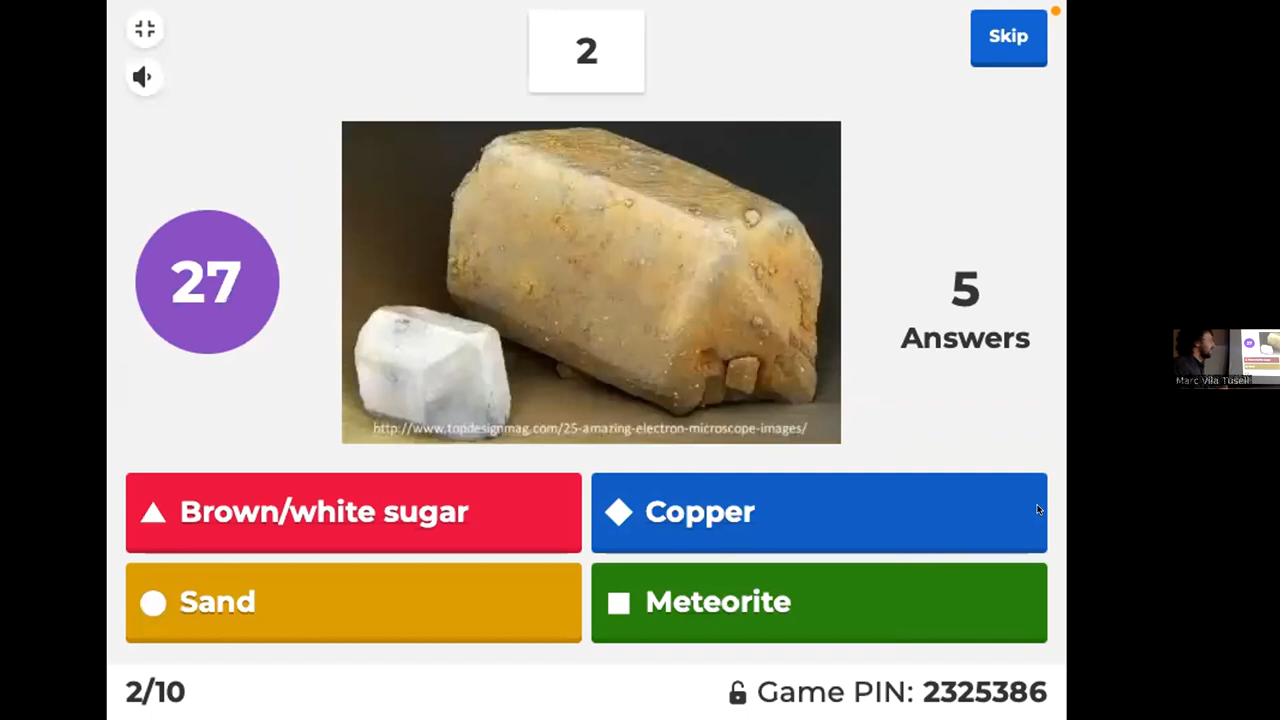 2
Skip
27
5
Answers
http://www.topdesignmag.com/25-amazing-electron-microscope-images/
Marc Vila Tusell
Brown/white sugar
Copper
Sand
Meteorite
2/10
Game PIN: 2325386